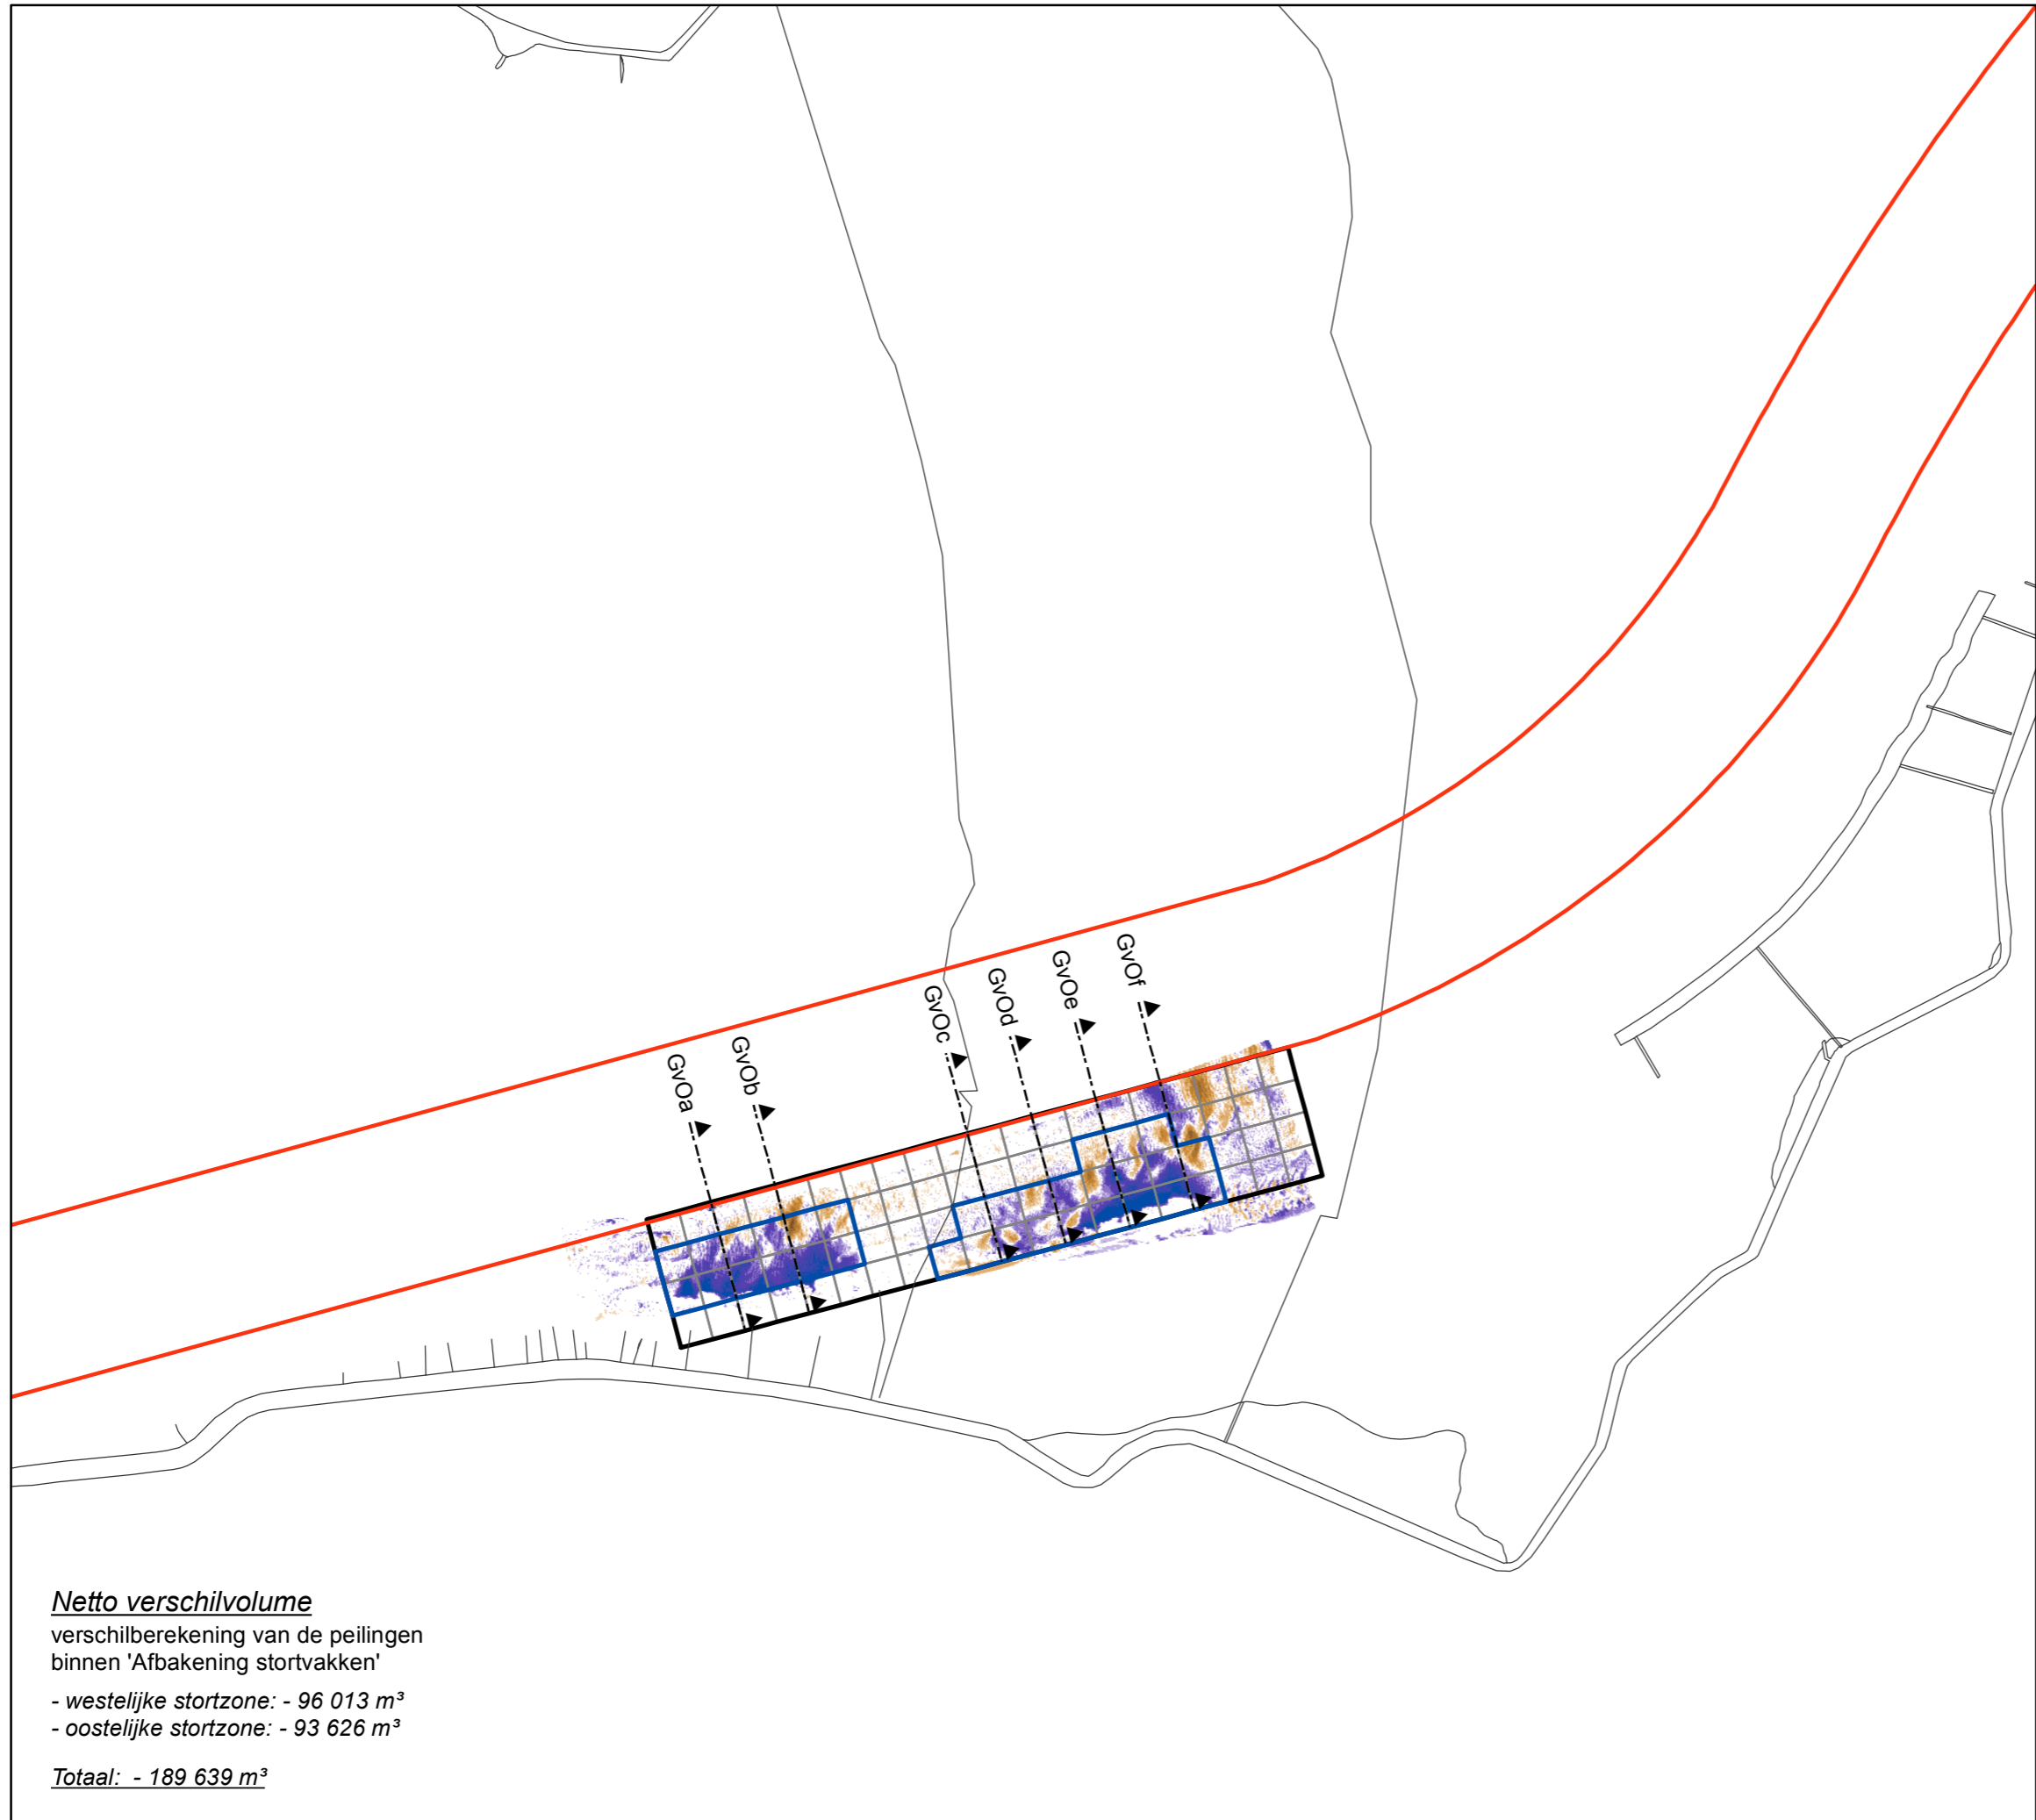 GvOf
GvOe
GvOd
GvOc
GvOb
GvOa
Netto verschilvolume
verschilberekening van de peilingen
binnen 'Afbakening stortvakken'
- westelijke stortzone: - 96 013 m³
- oostelijke stortzone: - 93 626 m³
Totaal: - 189 639 m³